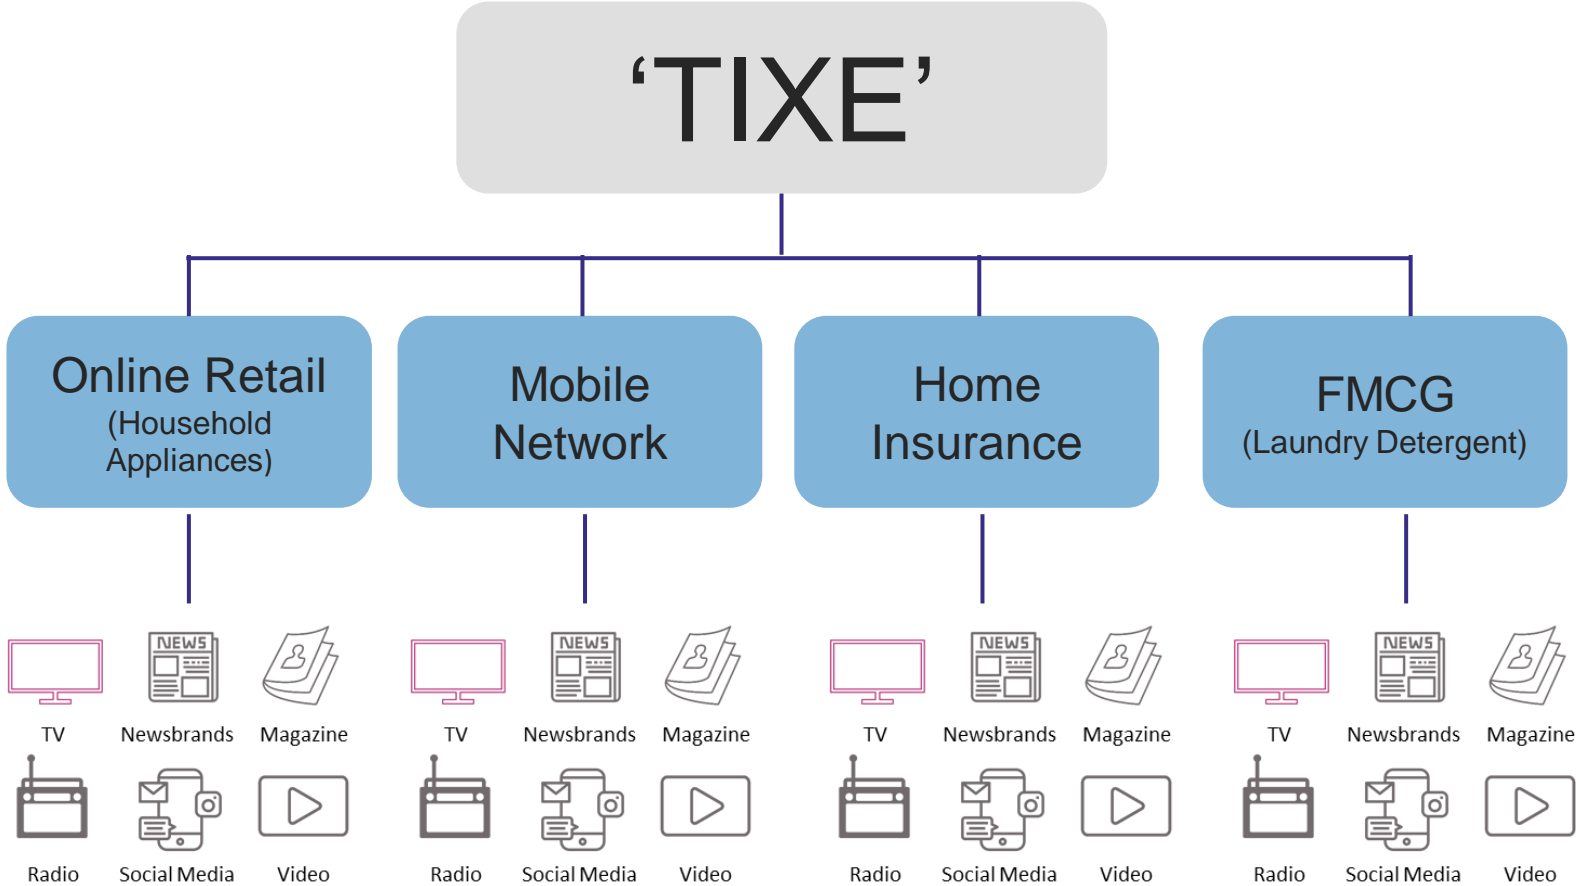 ‘TIXE’
Online Retail
(Household
Appliances)
Mobile
Network
Home
Insurance
FMCG
(Laundry Detergent)
NEWS
TV
Newsbrands
Magazine
Radio
Social Media
Video
NEWS
TV
Newsbrands
Magazine
Radio
Social Media
Video
NEWS
TV
Newsbrands
Magazine
Radio
Social Media
Video
NEWS
TV
Newsbrands
Magazine
Radio
Social Media
Video